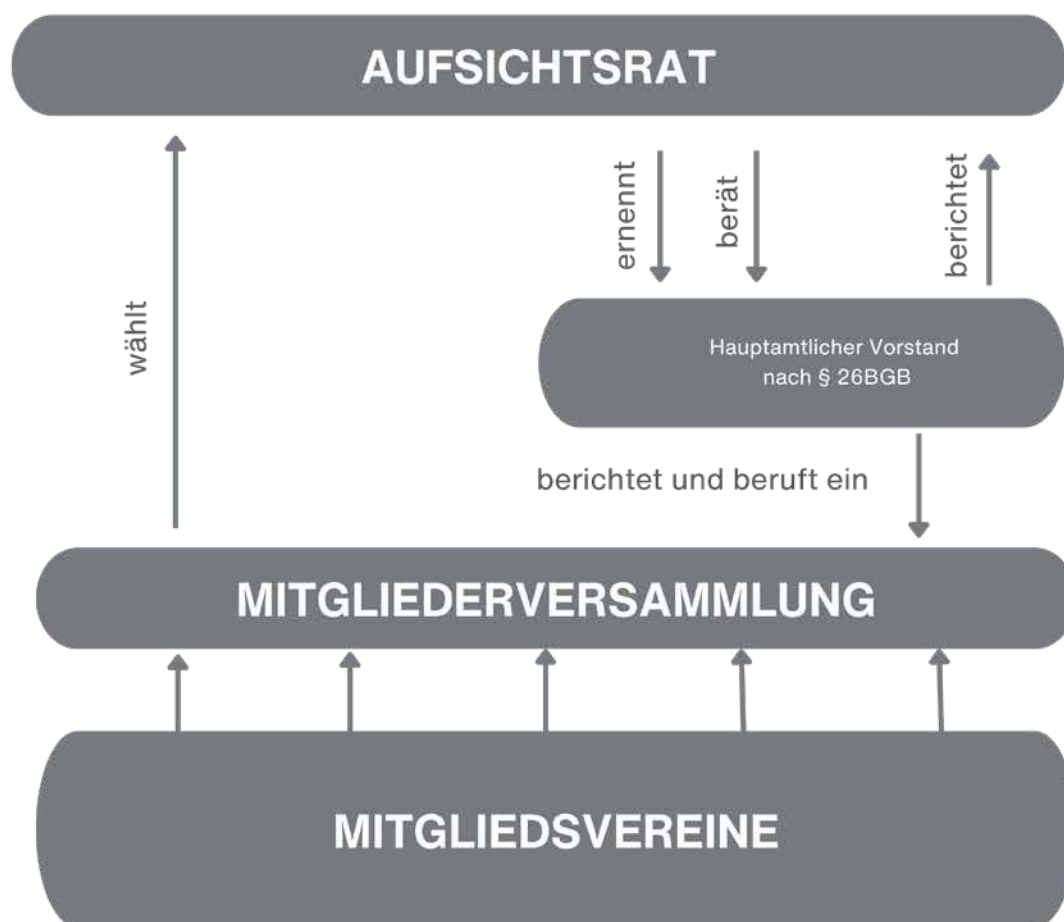 AUFSICHTSRAT
wählt
ernennt
berät
berichtet
Hauptamtlicher Vorstand
nach § 26BGB
berichtet und beruft ein
MITGLIEDERVERSAMMLUNG
MITGLIEDSVEREINE